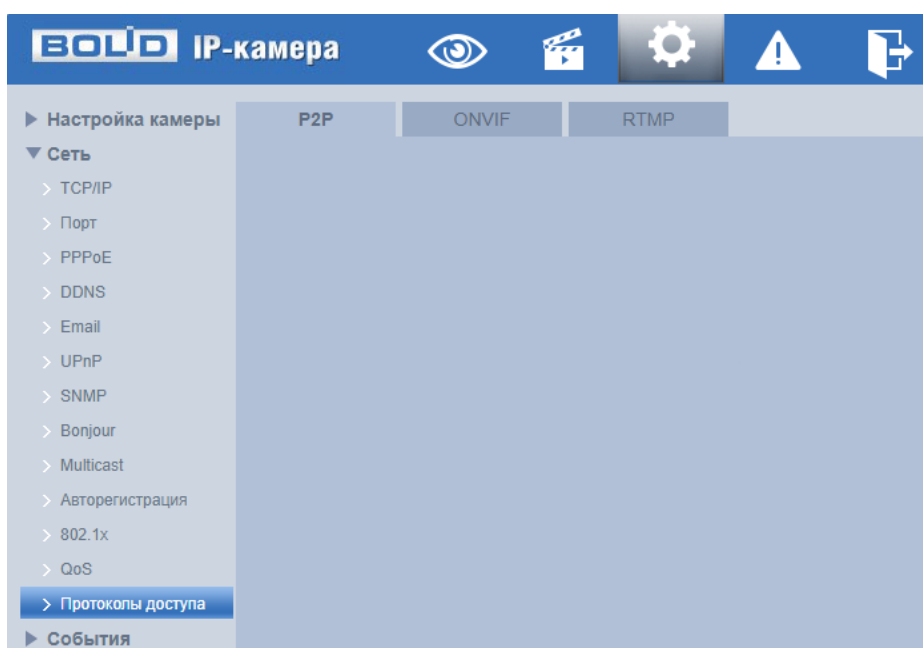 BOLID IP-камера
Настройка камеры
P2P
ONVIF
RTMP
Сеть
TCP/IP
Порт
PPPoE
DDNS
Email
UPnP
SNMP
Bonjour
Multicast
Авторегистрация
802.1x
QoS
Протоколы доступа
События